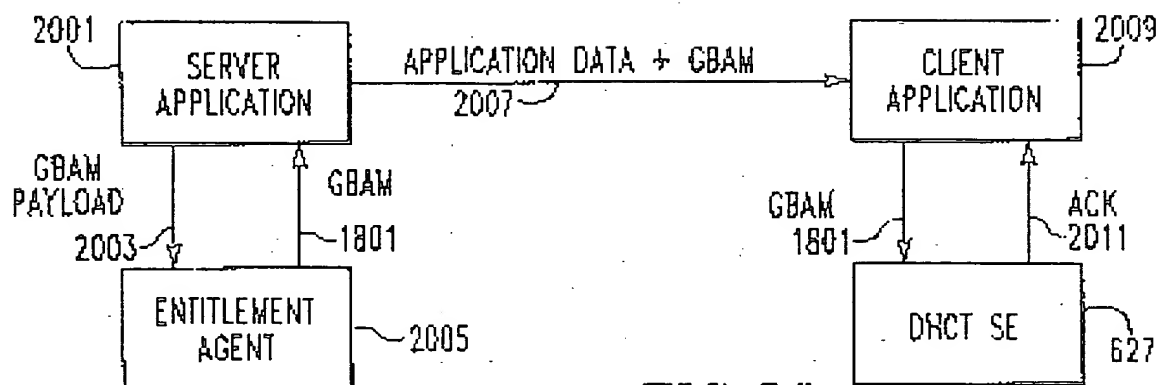 2001
SERVER
APPLICATION
APPLICATION DATA + GBAM
2007
CLIENT
APPLICATION
2009
GBAM
PAYLOAD
2003
GBAM
1801
GBAM
1801
ACK
2011
ENTITLEMENT
AGENT
2005
DHCT SE
627